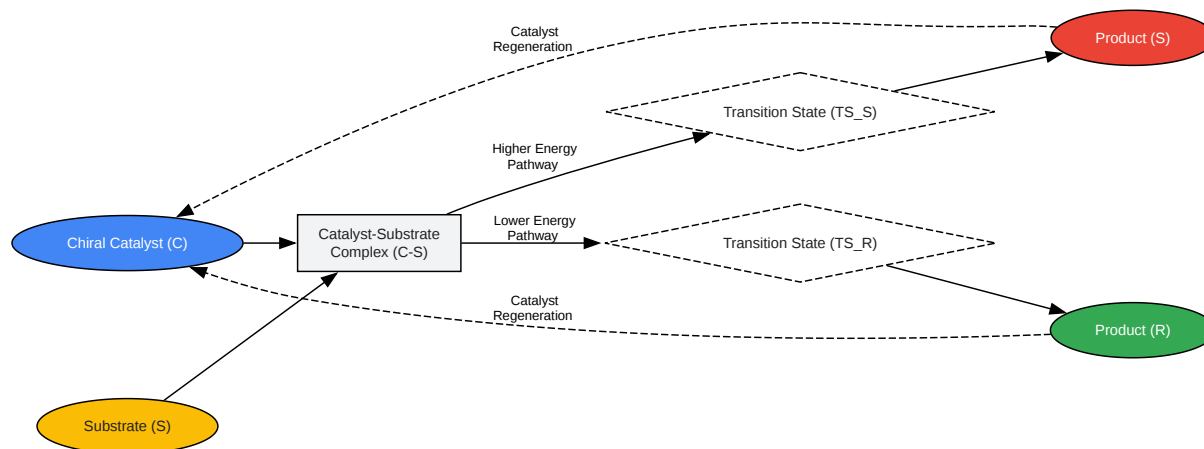 Catalyst
Regeneration
Product (S)
Transition State (TS_S)
Higher Energy
Pathway
Chiral Catalyst (C)
Catalyst-Substrate
Complex (C-S)
Lower Energy
Pathway
Transition State (TS_R)
Catalyst
Regeneration
Product (R)
Substrate (S)